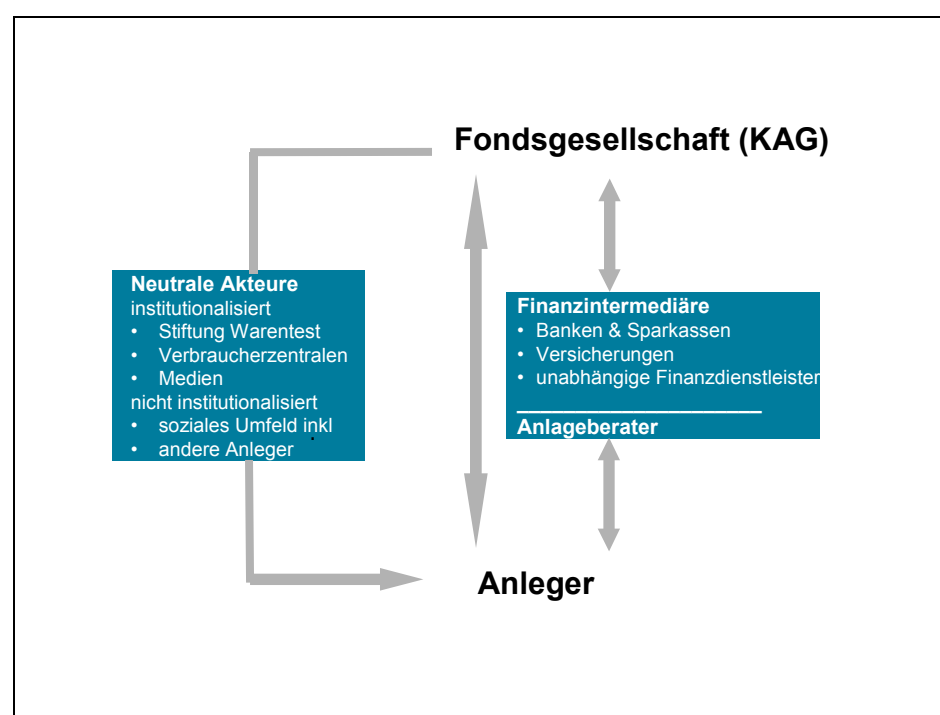 Fondsgesellschaft (KAG)
Neutrale Akteure
institutionalisiert
• Stiftung Warentest
• Verbraucherzentralen
• Medien
nicht institutionalisiert
• soziales Umfeld inkl.
• andere Anleger
Finanzintermediäre
• Banken & Sparkassen
• Versicherungen
• unabhängige Finanzdienstleister
Anlageberater
Anleger